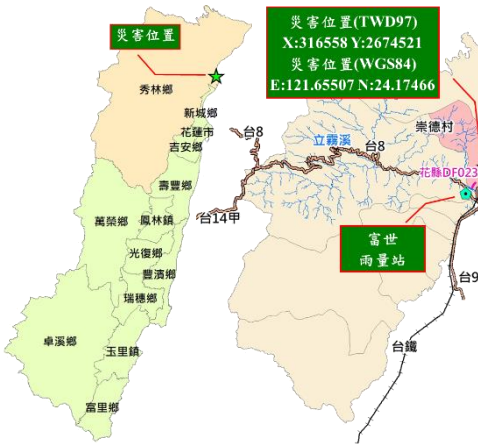 災害位置
秀林鄉
新城鄉
花蓮市
吉安鄉
壽豐鄉
萬榮鄉
鳳林鎮
光復鄉
豐濱鄉
瑞穗鄉
卓溪鄉
玉里鎮
富里鄉
災害位置(TWD97)
X:316558 Y:2674521
災害位置(WGS84)
E:121.65507 N:24.17466
崇德村
台8
立霧溪
台8
花縣DF023
台14甲
富世
雨量站
台9
台鐵